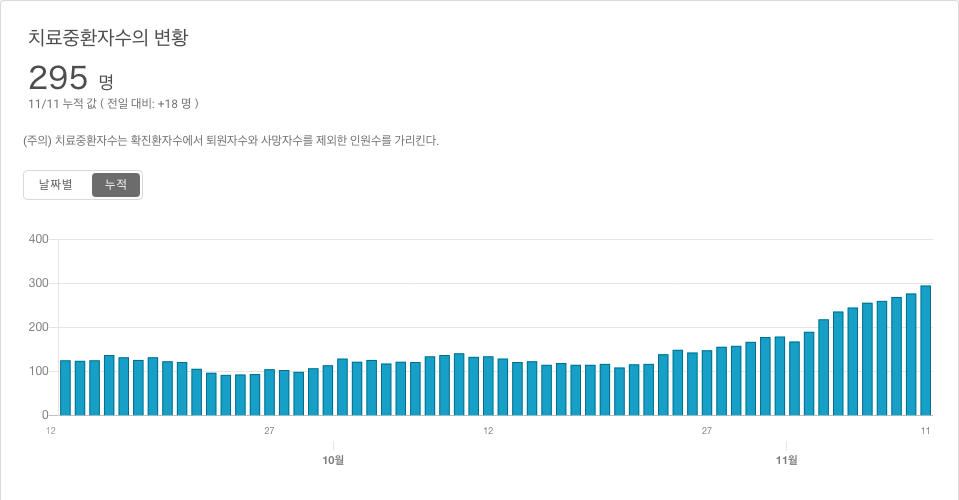 치료중환자수의 변황
295 명
11/11 누적 값 ( 전일 대비: +18 명 )
(주의) 치료중환자수는 확진환자수에서 퇴원자수와 사망자수를 제외한 인원수를 가리킨다.
날짜별 누적
400
300
200
100
0
12 27 12 27 11
10월 11월